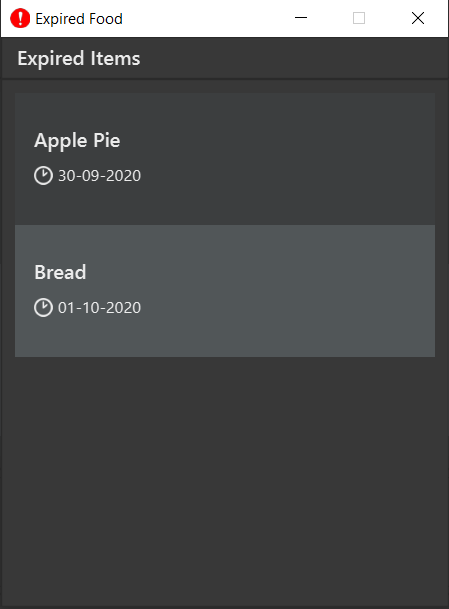 Expired Food
Expired Items
Apple Pie
30-09-2020
Bread
01-10-2020